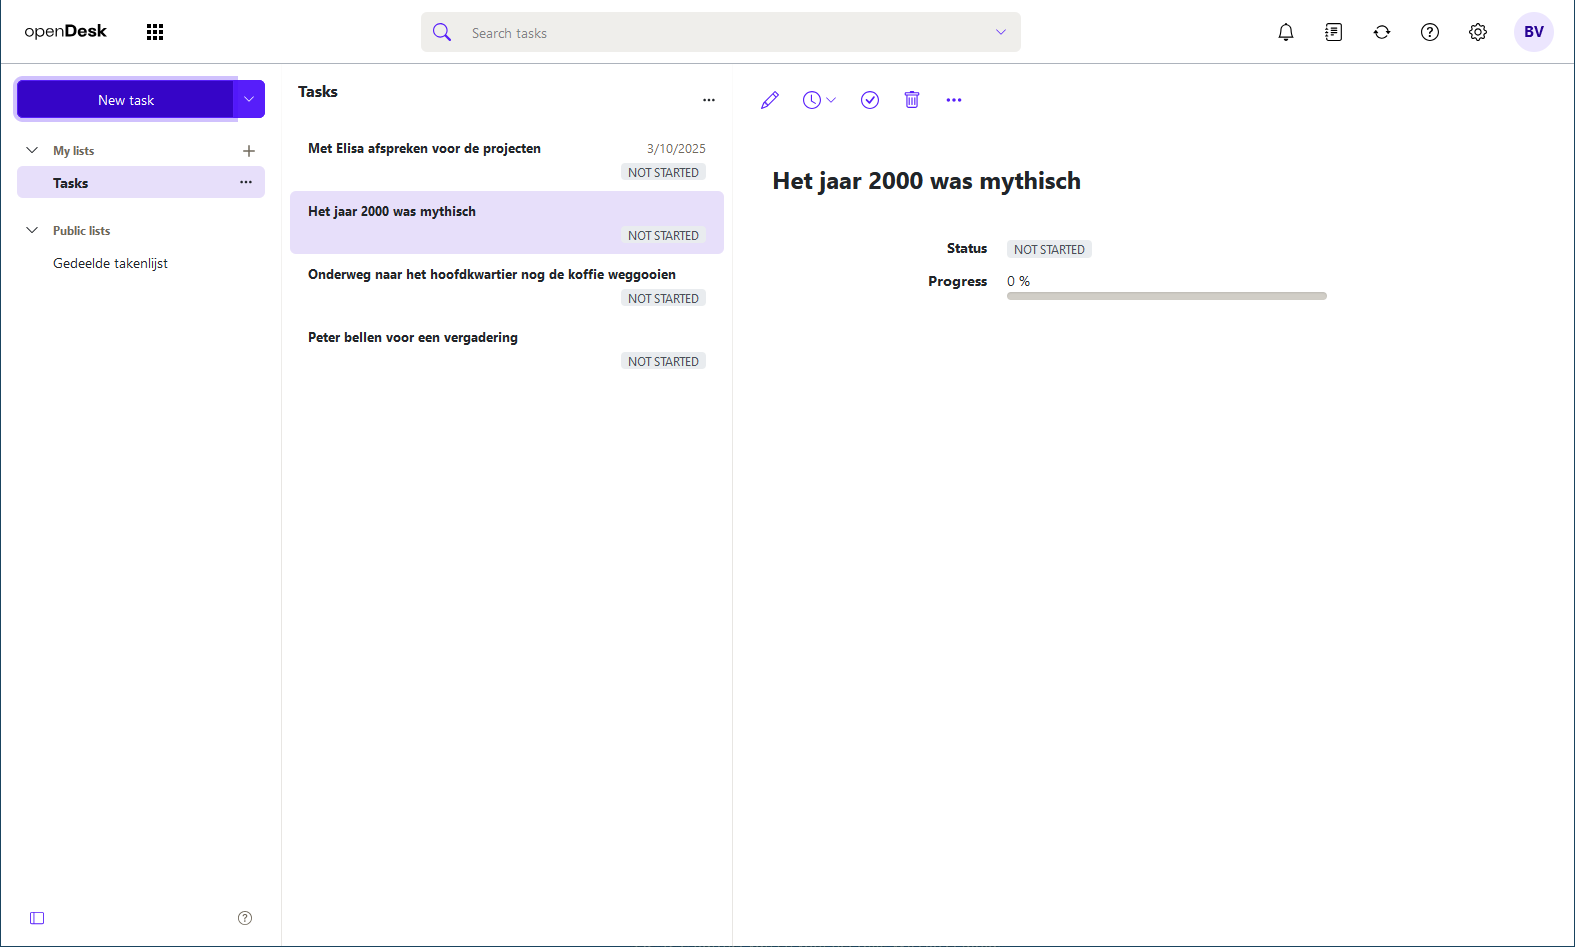 openDesk
Search tasks
BV
New task
My lists
Tasks
Public lists
Gedeelde takenlijst
Tasks
Met Elisa afspreken voor de projecten 3/10/2025
NOT STARTED
Het jaar 2000 was mythisch
NOT STARTED
Onderweg naar het hoofdkwartier nog de koffie weggooien
NOT STARTED
Peter bellen voor een vergadering
NOT STARTED
Het jaar 2000 was mythisch
Status NOT STARTED
Progress 0 %